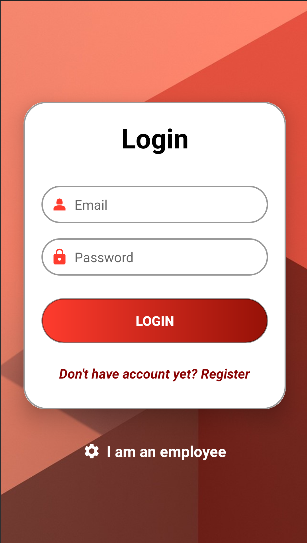 Login
Email
Password
LOGIN
Don't have account yet? Register
I am an employee